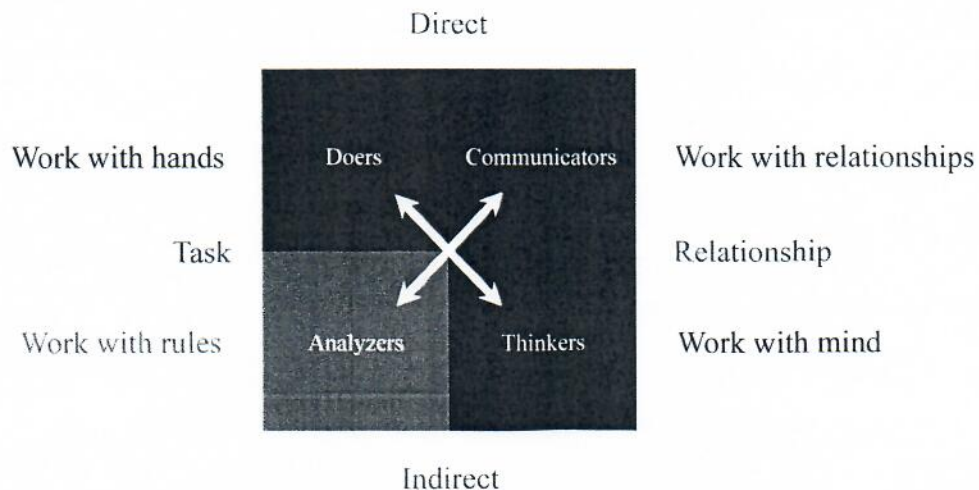 Direct
Work with hands
Doers
Communicators
Work with relationships
Task
Relationship
Work with rules
Analyzers
Thinkers
Work with mind
Indirect